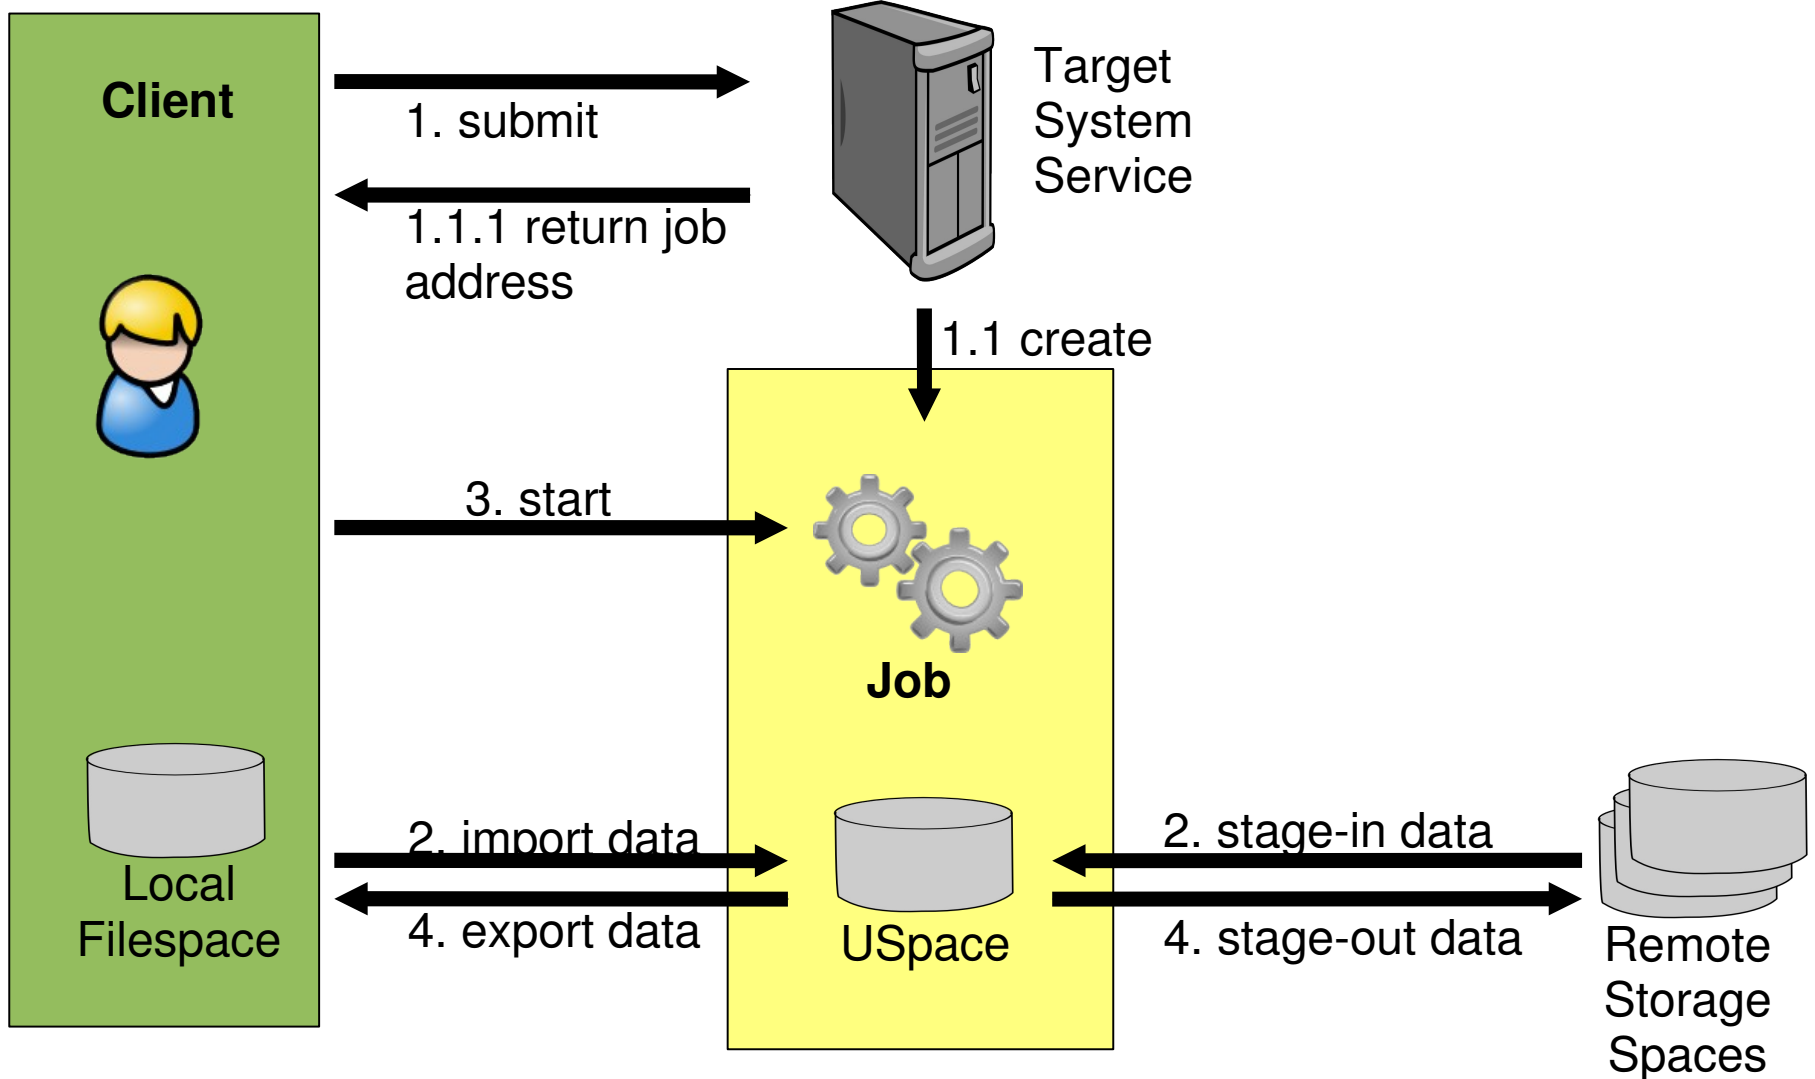 Client
1. submit
Target
System
Service
1.1.1 return job
address
1.1 create
3. start
Job
2. import data
2. stage-in data
Local
Filespace
4. export data
USpace
4. stage-out data
Remote
Storage
Spaces